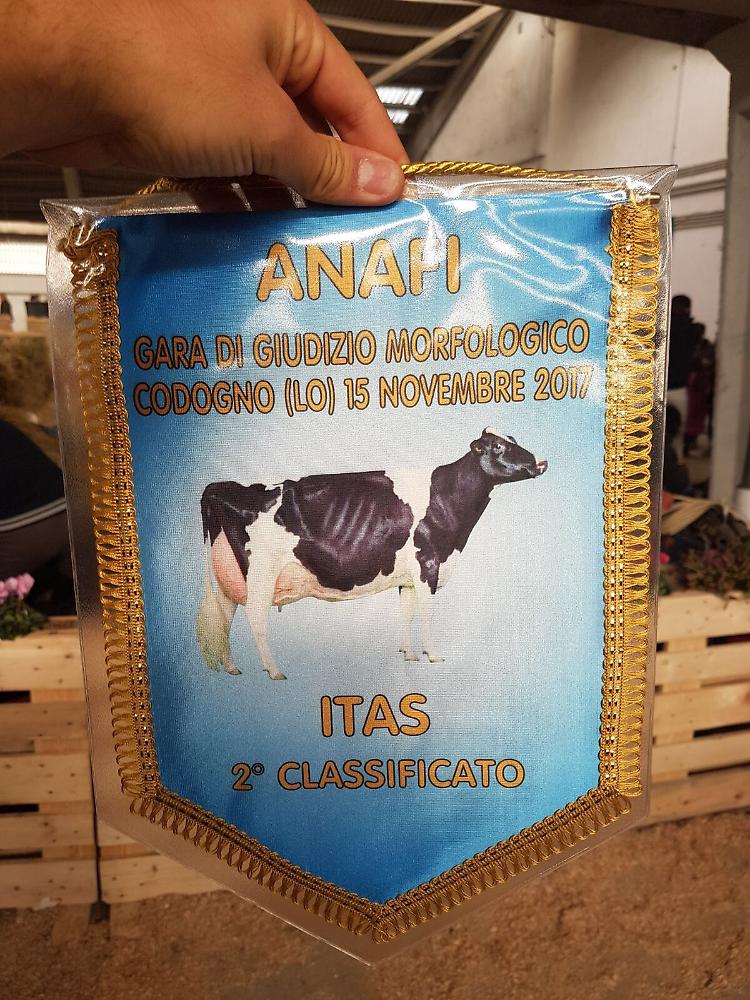 ANAFI
GARA DI GIUDIZIO MORFOLOGICO
CODOGNO (LO) 15 NOVEMBRE 2017
ITAS
2° CLASSIFICATO